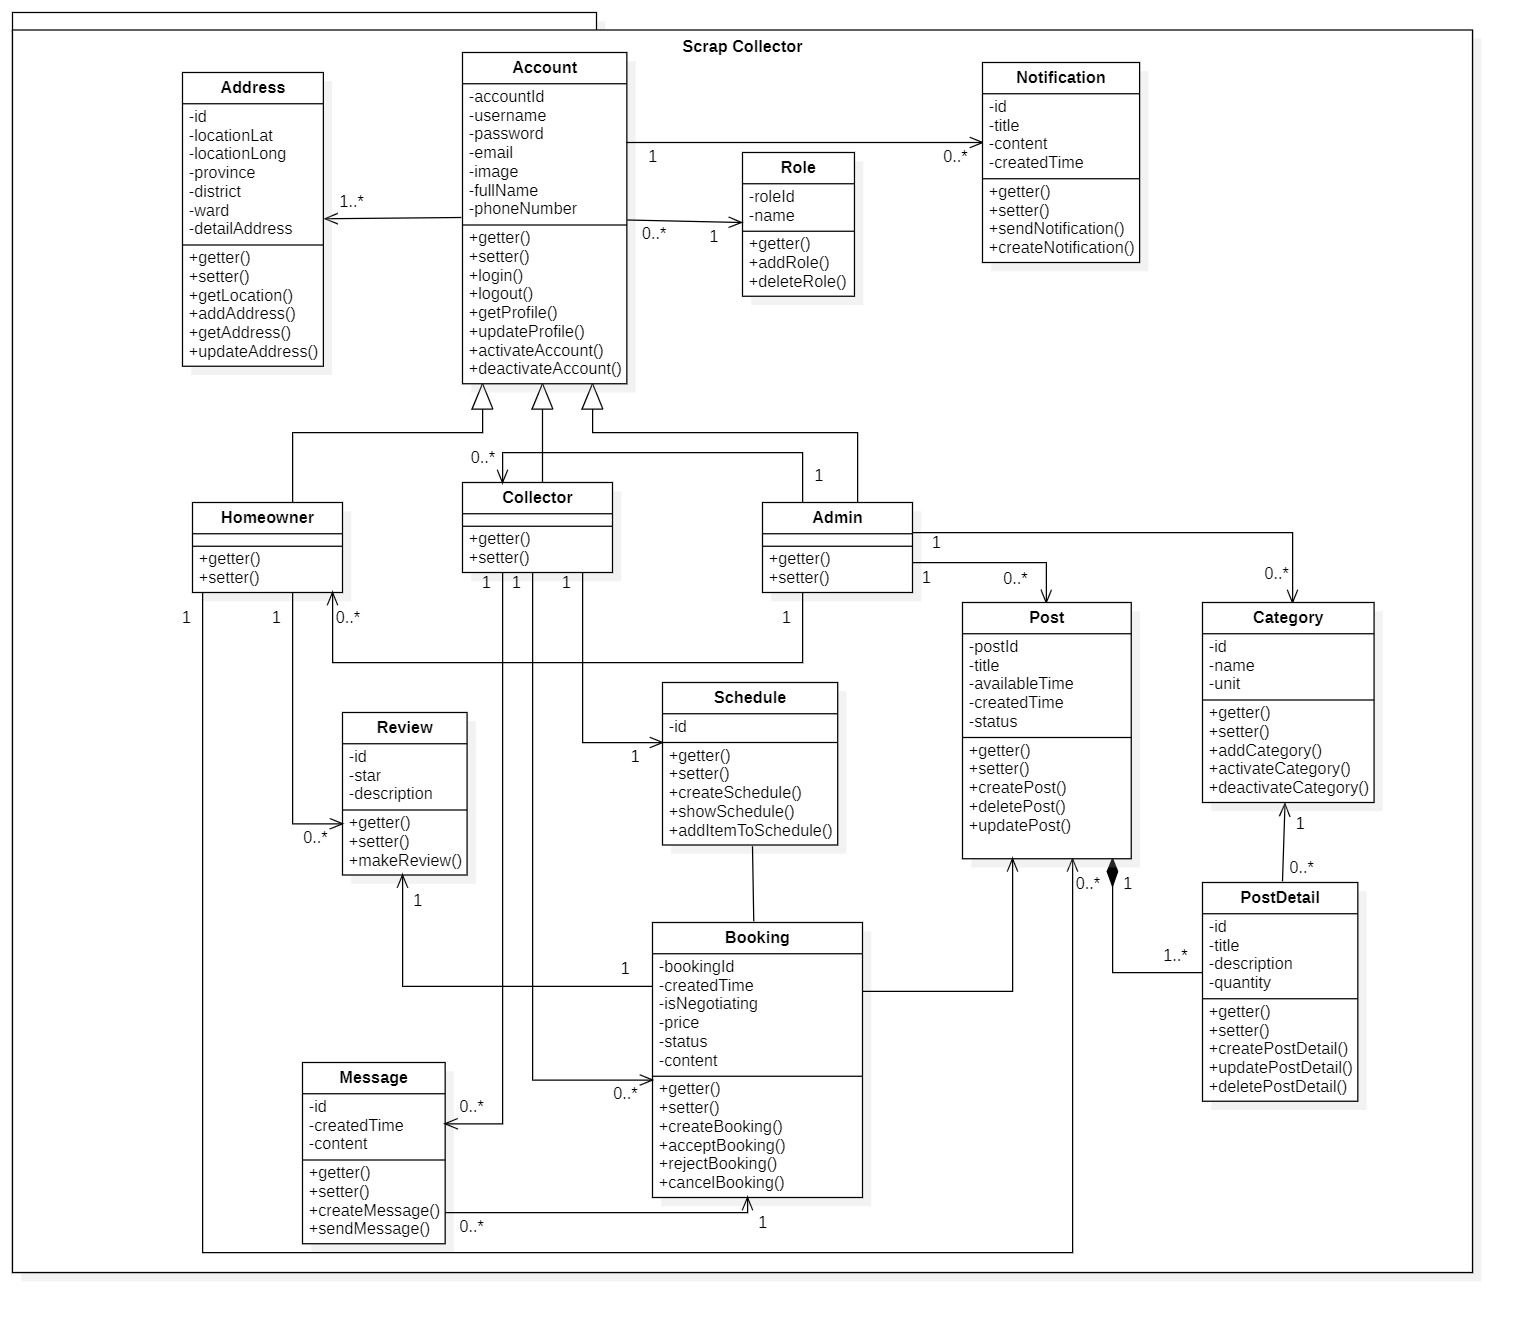 Scrap Collector
Address
-id
-locationLat
-locationLong
-province
-district
-ward
-detailAddress
+getter()
+setter()
+getLocation()
+addAddress()
+getAddress()
+updateAddress()
1..*
Account
-accountId
-username
-password
-email
-image
-fullName
-phoneNumber
+getter()
+setter()
+login()
+logout()
+getProfile()
+updateProfile()
+activateAccount()
+deactivateAccount()
1
0..*
0..*
1
Role
-roleId
-name
+getter()
+addRole()
+deleteRole()
Notification
-id
-title
-content
-createdTime
+getter()
+setter()
+sendNotification()
+createNotification()
0..*
1
Homeowner
+getter()
+setter()
1
1
0..*
Collector
+getter()
+setter()
1
1
1
Admin
+getter()
+setter()
1
1
1
0..*
0..*
Post
-postId
-title
-availableTime
-createdTime
-status
+getter()
+setter()
+createPost()
+deletePost()
+updatePost()
0..*
1
Category
-id
-name
-unit
+getter()
+setter()
+addCategory()
+activateCategory()
+deactivateCategory()
1
0..*
Review
-id
-star
-description
+getter()
+setter()
+makeReview()
0..*
1
Schedule
-id
+getter()
+setter()
+createSchedule()
+showSchedule()
+addItemToSchedule()
1
1
Booking
-bookingId
-createdTime
-isNegotiating
-price
-status
-content
+getter()
+setter()
+createBooking()
+acceptBooking()
+rejectBooking()
+cancelBooking()
0..*
1
1..*
PostDetail
-id
-title
-description
-quantity
+getter()
+setter()
+createPostDetail()
+updatePostDetail()
+deletePostDetail()
Message
-id
-createdTime
-content
+getter()
+setter()
+createMessage()
+sendMessage()
0..*
0..*